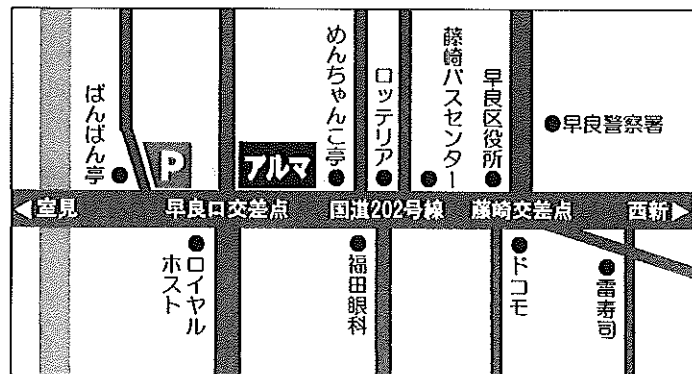 ばんばん亭
P
アルマ
めんちゃんこ亭
ロッテリア
藤崎バスセンター
早良区役所
早良警察署
室見
早良口交差点
国道202号線
藤崎交差点
西新
ロイヤル
ホスト
福田眼科
ドコモ
雷寿司